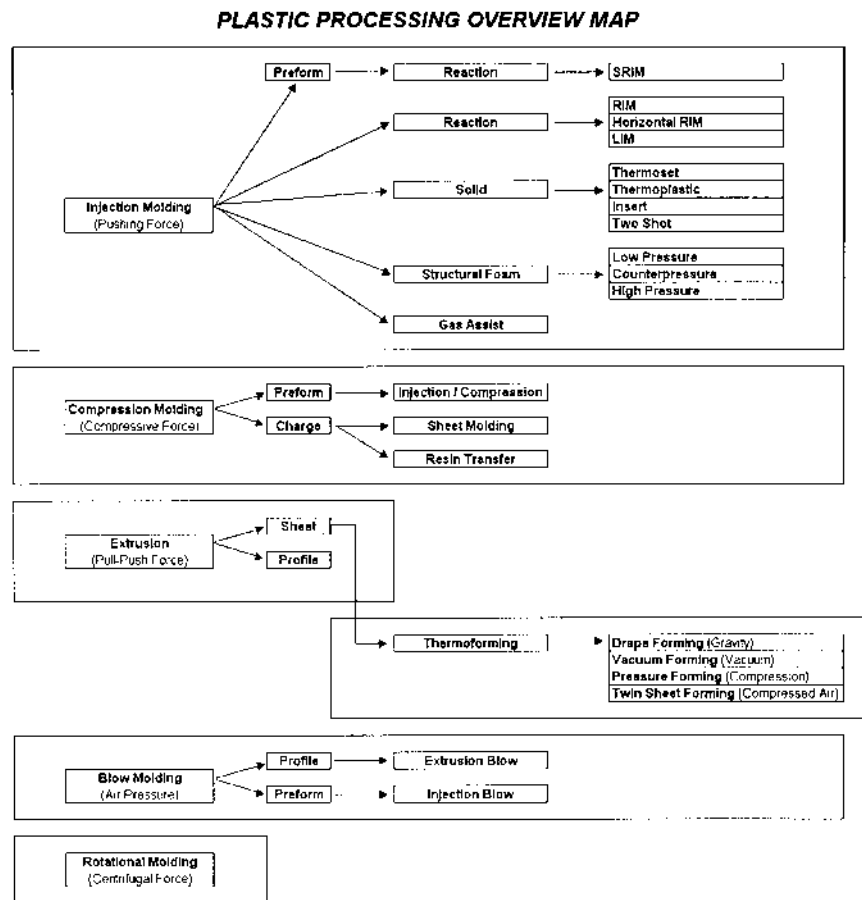 PLASTIC PROCESSING OVERVIEW MAP
Preform
Reaction
SRIM
Reaction
RIM
Horizontal RIM
LIM
Injection Molding
(Pushing Force)
Solid
Thermoset
Thermoplastic
Insert
Two Shot
Structural Foam
Low Pressure
Counterpressure
High Pressure
Gas Assist
Compression Molding
(Compressive Force)
Preform
Injection / Compression
Charge
Sheet Molding
Resin Transfer
Extrusion
(Pull-Push Force)
Sheet
Profile
Thermoforming
Drape Forming (Gravity)
Vacuum Forming (Vacuum)
Pressure Forming (Compression)
Twin Sheet Forming (Compressed Air)
Blow Molding
(Air Pressure)
Profile
Extrusion Blow
Preform
Injection Blow
Rotational Molding
(Centrifugal Force)